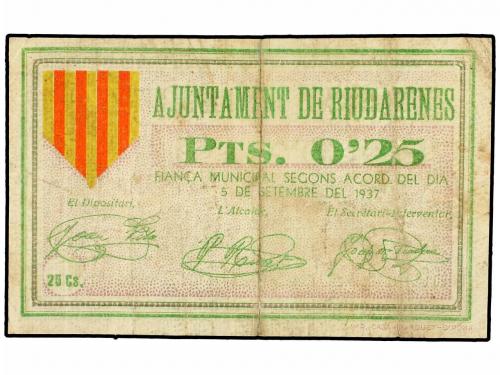 AJUNTAMENT DE RIUDARENES
PTS. 0'25
FIANÇA MUNICIPAL SEGONS ACORD DEL DIA
5 DE SETEMBRE DEL 1937
El Dipositari, L'Alcalde, El Secretari-Interventor,
25 Cs.